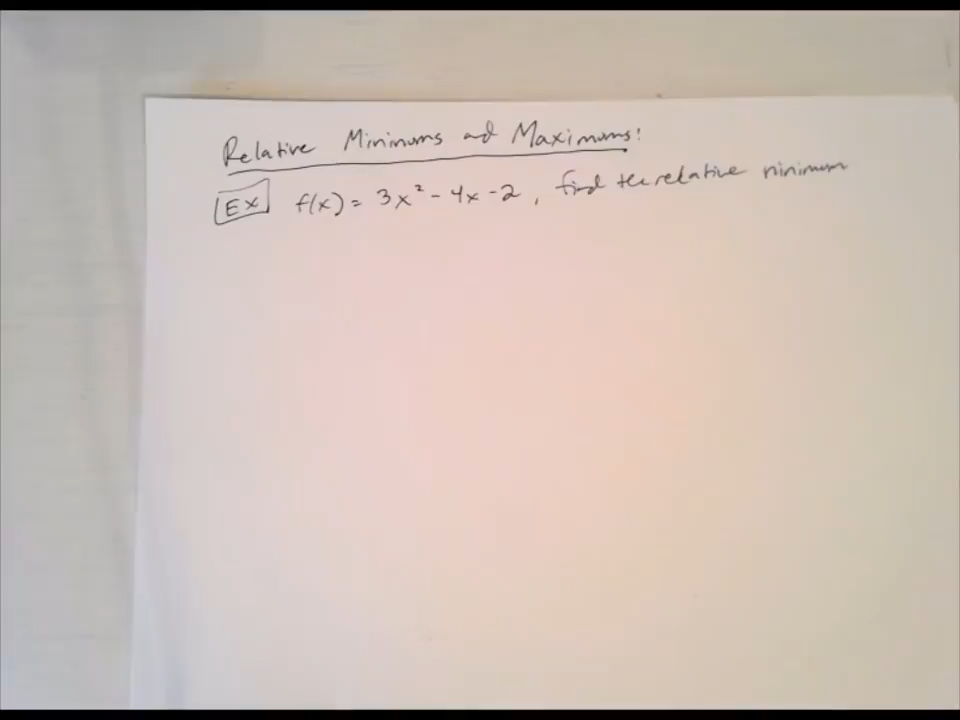 Relative Minimums and Maximums:
Ex f(x) = 3x² - 4x - 2, find the relative minimum